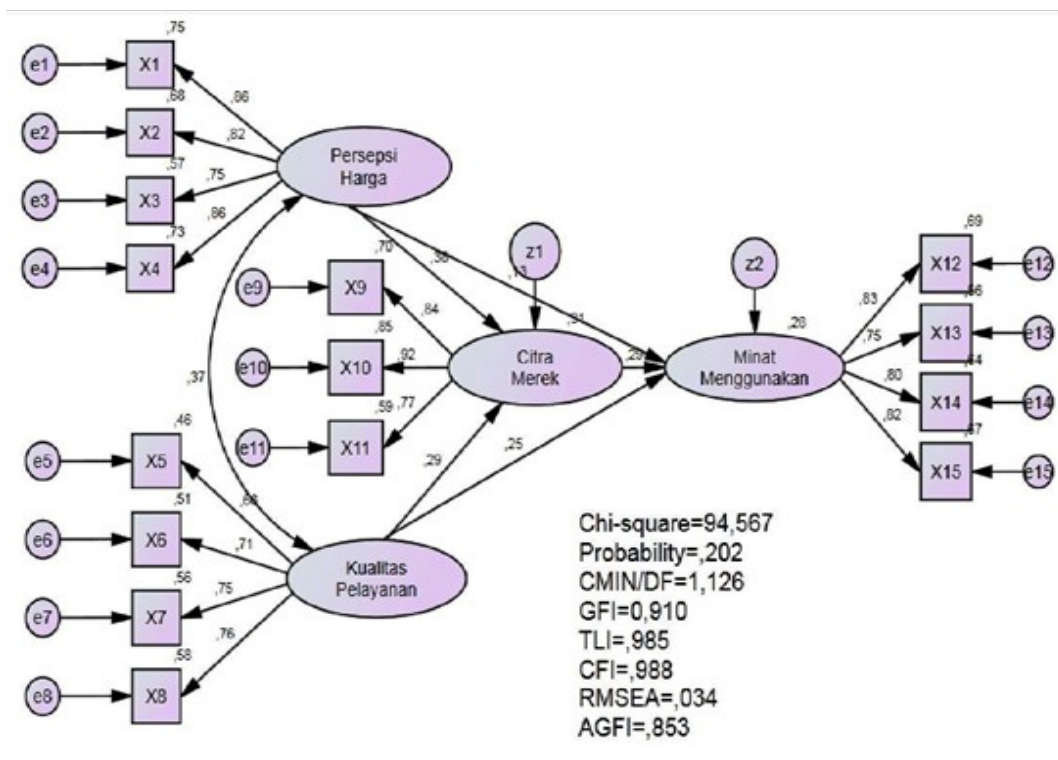 ,75
e1
X1
,86
,68
e2
X2
,82
,57
e3
X3
,75
,73
e4
X4
,86
Persepsi
Harga
,70
e9
X9
,84
,85
e10
X10
,92
,59
e11
X11
,77
,38
,13
z1
,31
Citra
Merek
,29
z2
,28
Minat
Menggunakan
,69
X12
e12
,83
X13
e13
,75
X14
e14
,80
X15
e15
,82
,37
,46
e5
X5
,51
e6
X6
,71
,56
e7
X7
,75
,58
e8
X8
,76
Kualitas
Pelayanan
,29
,25
Chi-square=94,567
Probability=,202
CMIN/DF=1,126
GFI=0,910
TLI=,985
CFI=,988
RMSEA=,034
AGFI=,853